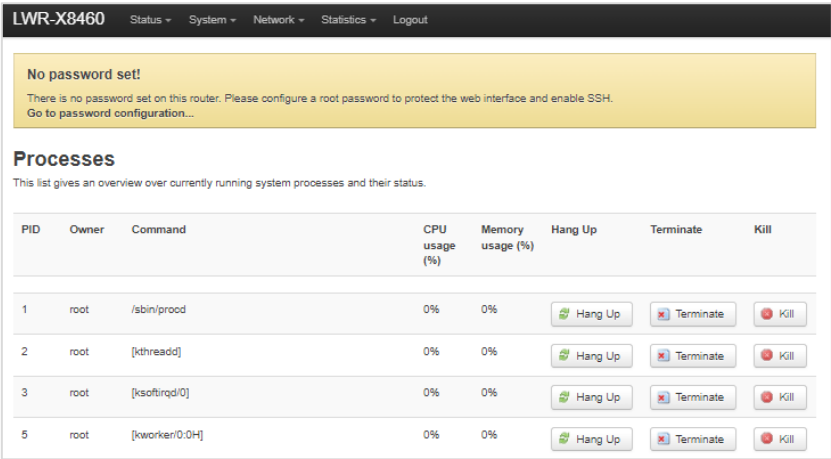 LWR-X8460 Status System Network Statistics Logout
No password set!
There is no password set on this router. Please configure a root password to protect the web interface and enable SSH.
Go to password configuration...
Processes
This list gives an overview over currently running system processes and their status.
PID Owner Command CPU usage (%) Memory usage (%) Hang Up Terminate Kill
1 root /sbin/procd 0% 0% Hang Up Terminate Kill
2 root [kthreadd] 0% 0% Hang Up Terminate Kill
3 root [ksoftirqd/0] 0% 0% Hang Up Terminate Kill
5 root [kworker/0:0H] 0% 0% Hang Up Terminate Kill